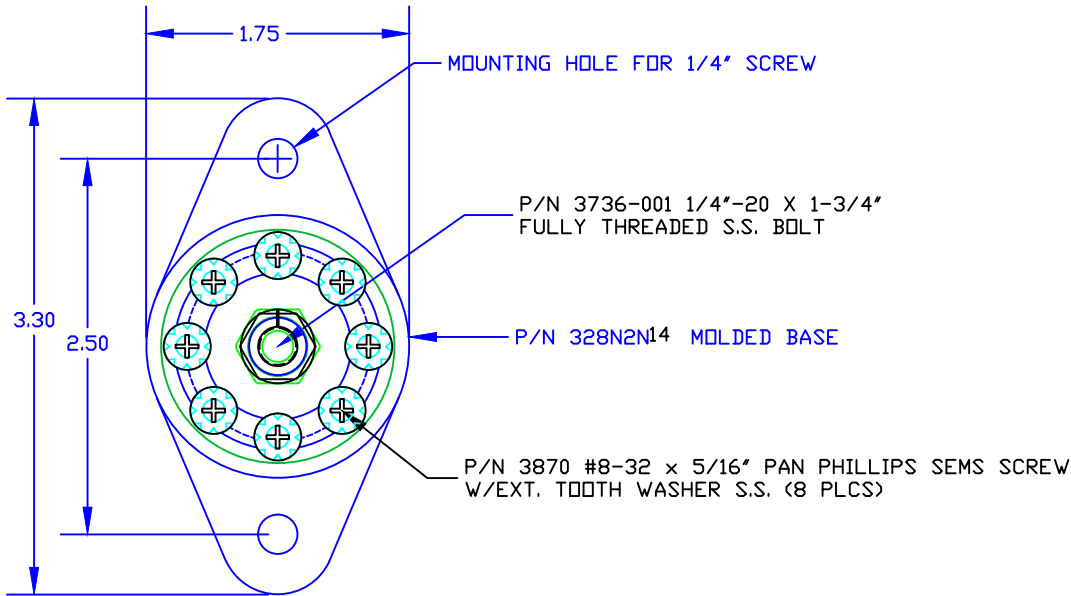 1.75
MOUNTING HOLE FOR 1/4" SCREW
P/N 3736-001 1/4"-20 X 1-3/4"
FULLY THREADED S.S. BOLT
3.30
2.50
P/N 328N2N14 MOLDED BASE
P/N 3870 #8-32 x 5/16" PAN PHILLIPS SEMS SCREW
W/EXT. TOOTH WASHER S.S. (8 PLCS)